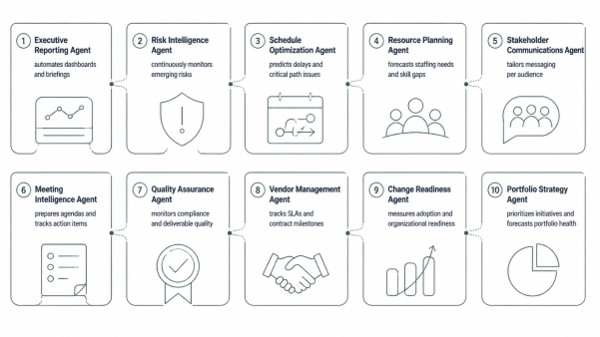 1 Executive
Reporting Agent
automates dashboards
and briefings
2 Risk Intelligence
Agent
continuously monitors
emerging risks
3 Schedule
Optimization Agent
predicts delays and
critical path issues
4 Resource Planning
Agent
forecasts staffing needs
and skill gaps
5 Stakeholder
Communications Agent
tailors messaging
per audience
6 Meeting
Intelligence Agent
prepares agendas and
tracks action items
7 Quality Assurance
Agent
monitors compliance
and deliverable quality
8 Vendor Management
Agent
tracks SLAs and
contract milestones
9 Change Readiness
Agent
measures adoption and
organizational readiness
10 Portfolio Strategy
Agent
prioritizes initiatives and
forecasts portfolio health